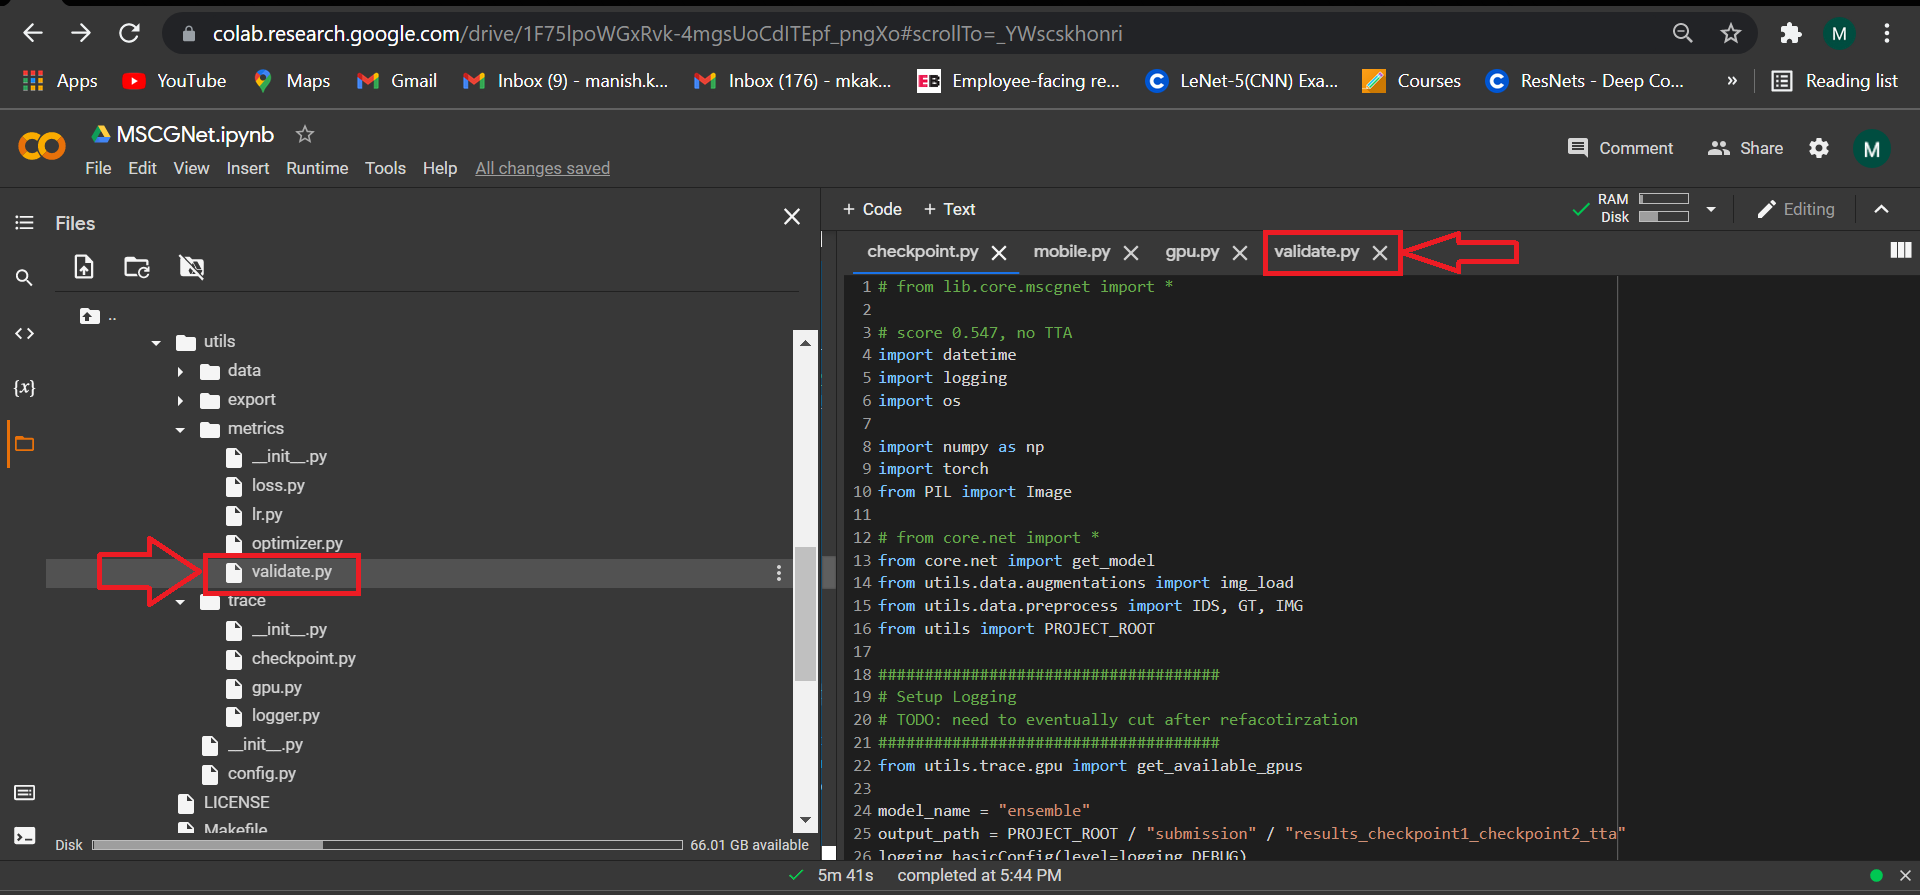 colab.research.google.com/drive/1F75lpoWGxRvk-4mgsUoCdITEpf_pngXo#scrollTo=_YWscskhonri
M
Apps YouTube Maps Gmail Inbox (9) - manish.k... Inbox (176) - mkak... EB Employee-facing re... LeNet-5(CNN) Exa... Courses ResNets - Deep Co... » Reading list
MSCGNet.ipynb
File Edit View Insert Runtime Tools Help All changes saved
Comment Share M
Files
+ Code + Text
RAM
Disk
Editing
checkpoint.py mobile.py gpu.py validate.py
..
utils
data
export
metrics
__init__.py
loss.py
lr.py
optimizer.py
validate.py
trace
__init__.py
checkpoint.py
gpu.py
logger.py
__init__.py
config.py
LICENSE
Makefile
Disk 66.01 GB available
1 # from lib.core.mscgnet import *
2
3 # score 0.547, no TTA
4 import datetime
5 import logging
6 import os
7
8 import numpy as np
9 import torch
10 from PIL import Image
11
12 # from core.net import *
13 from core.net import get_model
14 from utils.data.augmentations import img_load
15 from utils.data.preprocess import IDS, GT, IMG
16 from utils import PROJECT_ROOT
17
18 #####################################
19 # Setup Logging
20 # TODO: need to eventually cut after refacotirzation
21 #####################################
22 from utils.trace.gpu import get_available_gpus
23
24 model_name = "ensemble"
25 output_path = PROJECT_ROOT / "submission" / "results_checkpoint1_checkpoint2_tta"
26 logging.basicConfig(level=logging.DEBUG)
5m 41s completed at 5:44 PM